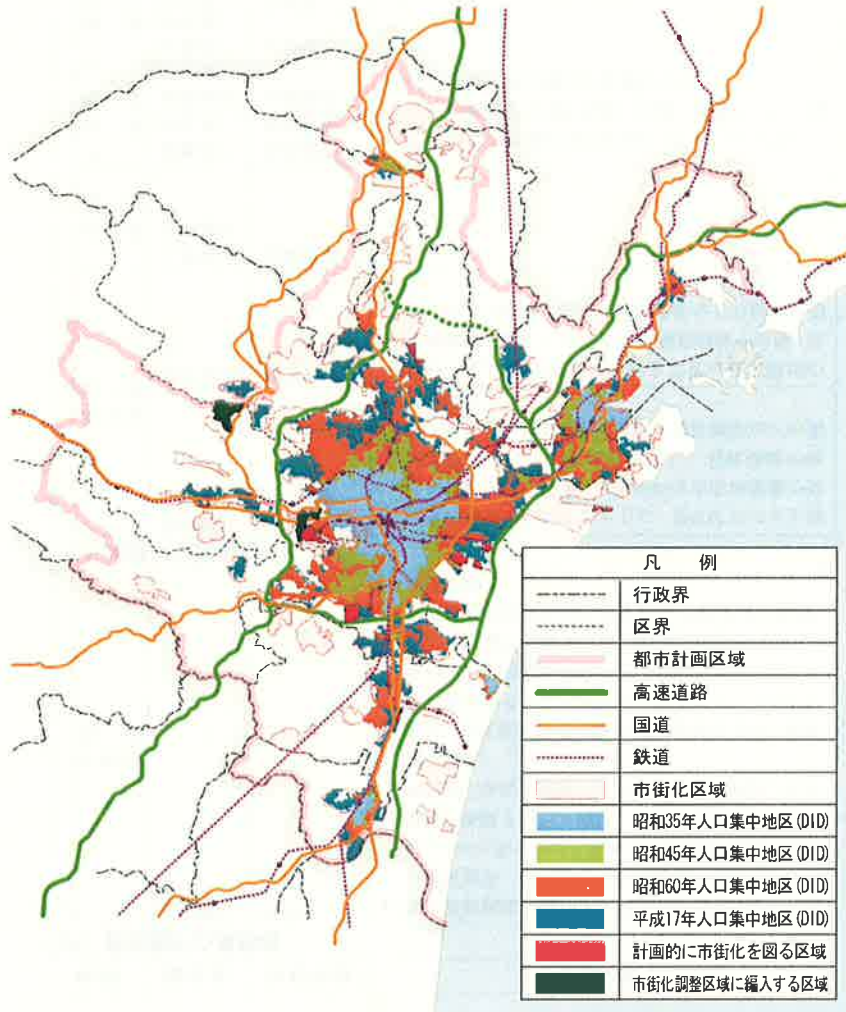 凡 例
行政界
区界
都市計画区域
高速道路
国道
鉄道
市街化区域
昭和35年人口集中地区(DID)
昭和45年人口集中地区(DID)
昭和60年人口集中地区(DID)
平成17年人口集中地区(DID)
計画的に市街化を図る区域
市街化調整区域に編入する区域